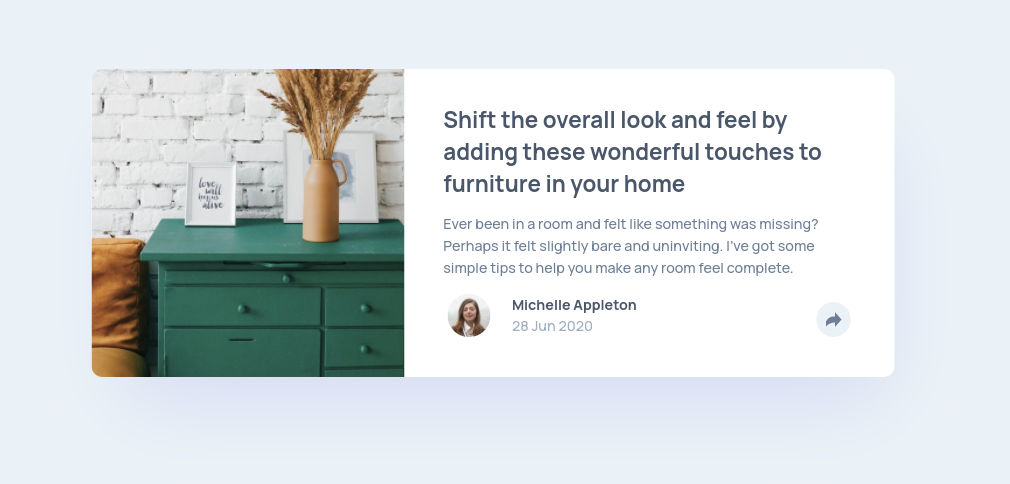 love
will
keep us
alive
Shift the overall look and feel by
adding these wonderful touches to
furniture in your home
Ever been in a room and felt like something was missing?
Perhaps it felt slightly bare and uninviting. I've got some
simple tips to help you make any room feel complete.
Michelle Appleton
28 Jun 2020